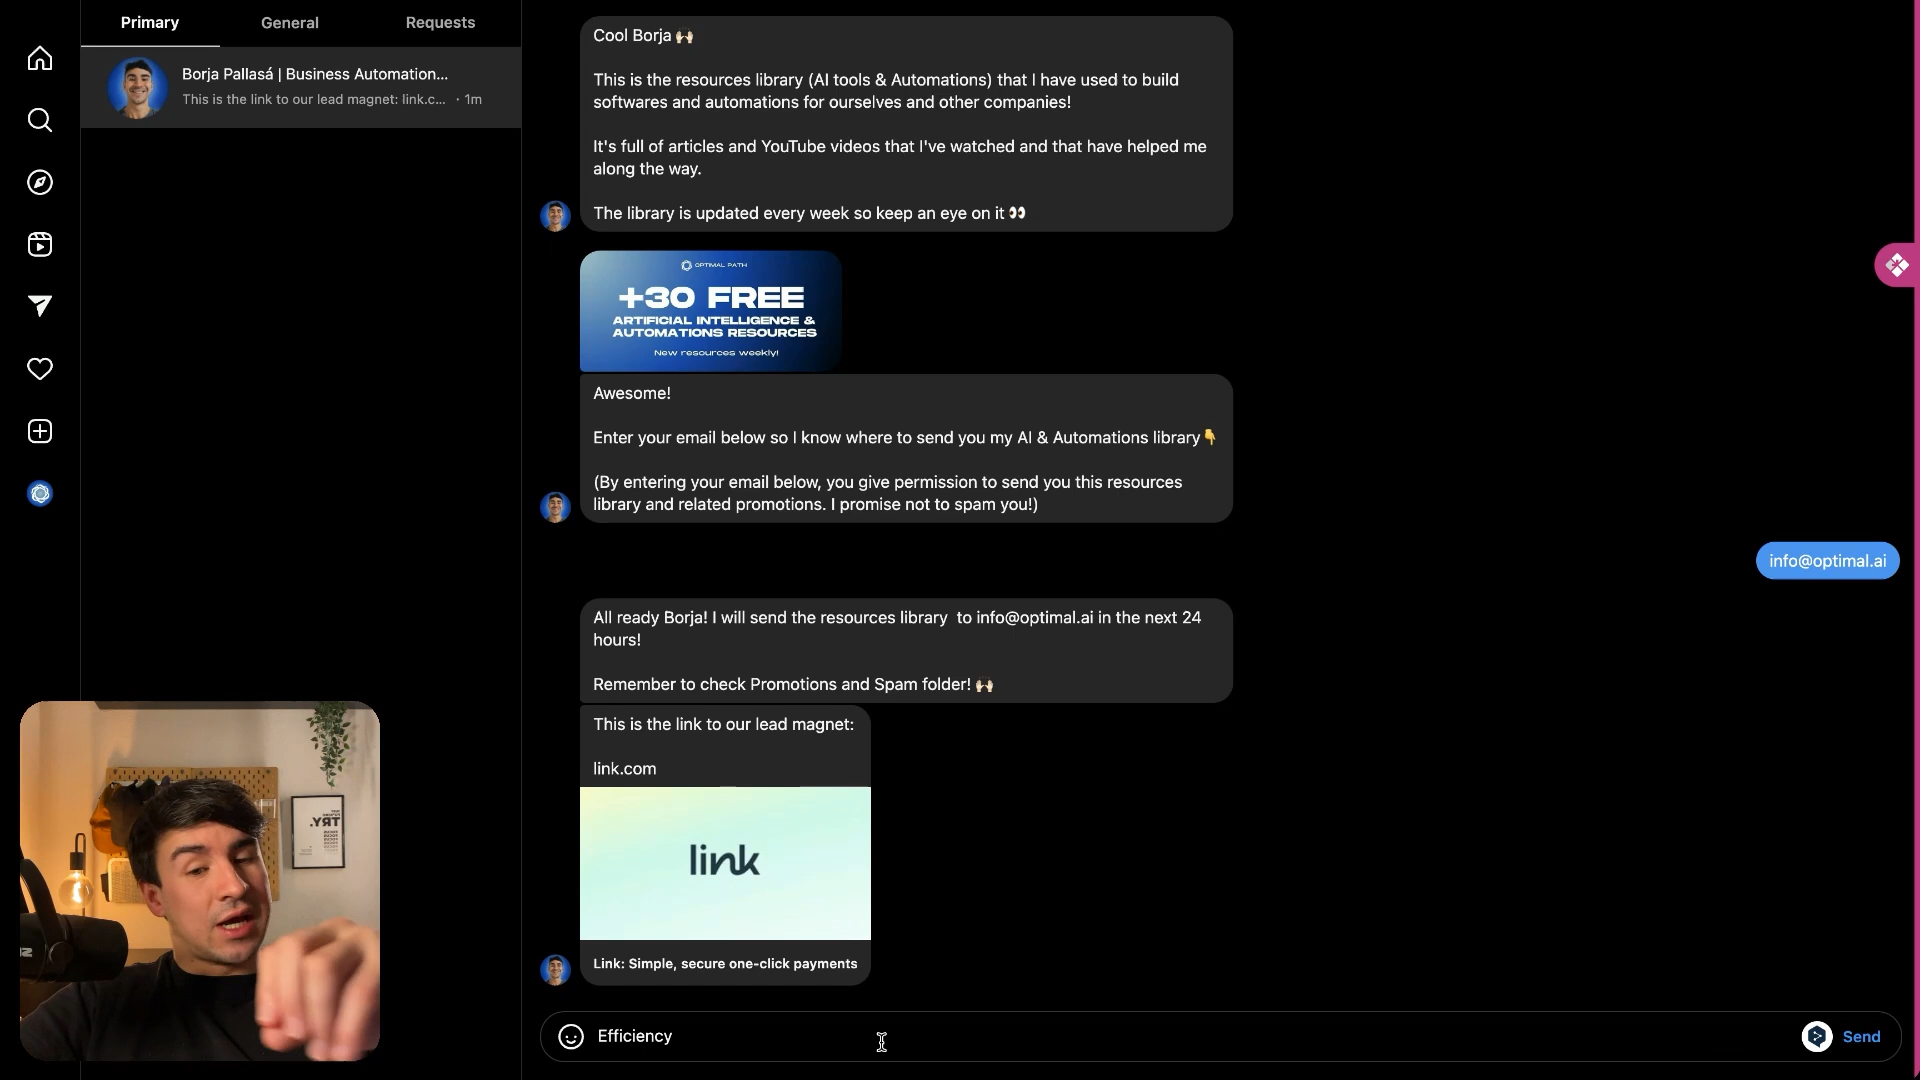 Primary
General
Requests
Borja Pallasá | Business Automation...
This is the link to our lead magnet: link.c... · 1m
Cool Borja 🙌🏻
This is the resources library (AI tools & Automations) that I have used to build
softwares and automations for ourselves and other companies!
It's full of articles and YouTube videos that I've watched and that have helped me
along the way.
The library is updated every week so keep an eye on it 👀
OPTIMAL PATH
+30 FREE
ARTIFICIAL INTELLIGENCE &
AUTOMATIONS RESOURCES
New resources weekly!
Awesome!
Enter your email below so I know where to send you my AI & Automations library👇
(By entering your email below, you give permission to send you this resources
library and related promotions. I promise not to spam you!)
info@optimal.ai
All ready Borja! I will send the resources library  to info@optimal.ai in the next 24
hours!
Remember to check Promotions and Spam folder! 🙌🏻
This is the link to our lead magnet:
link.com
link
Link: Simple, secure one-click payments
Efficiency
Send
TRY.